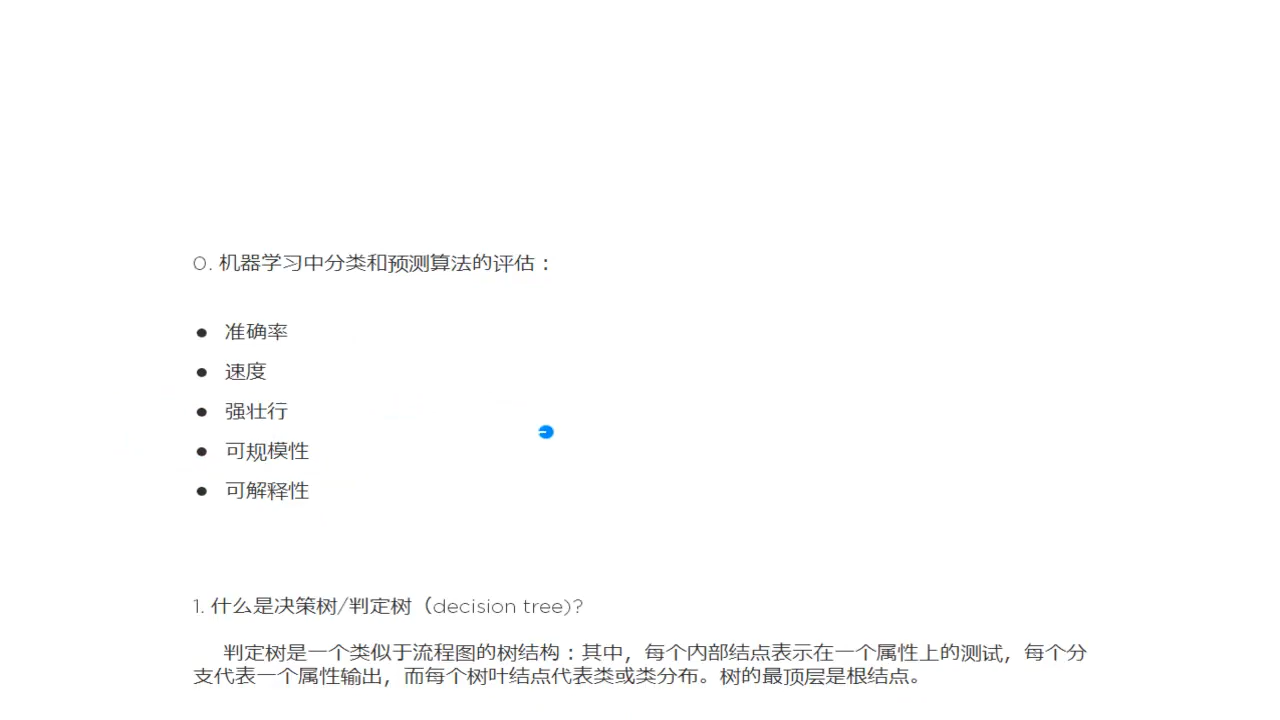 0. 机器学习中分类和预测算法的评估：
● 准确率
● 速度
● 强壮行
● 可规模性
● 可解释性
1. 什么是决策树/判定树（decision tree)?
判定树是一个类似于流程图的树结构：其中，每个内部结点表示在一个属性上的测试，每个分
支代表一个属性输出，而每个树叶结点代表类或类分布。树的最顶层是根结点。